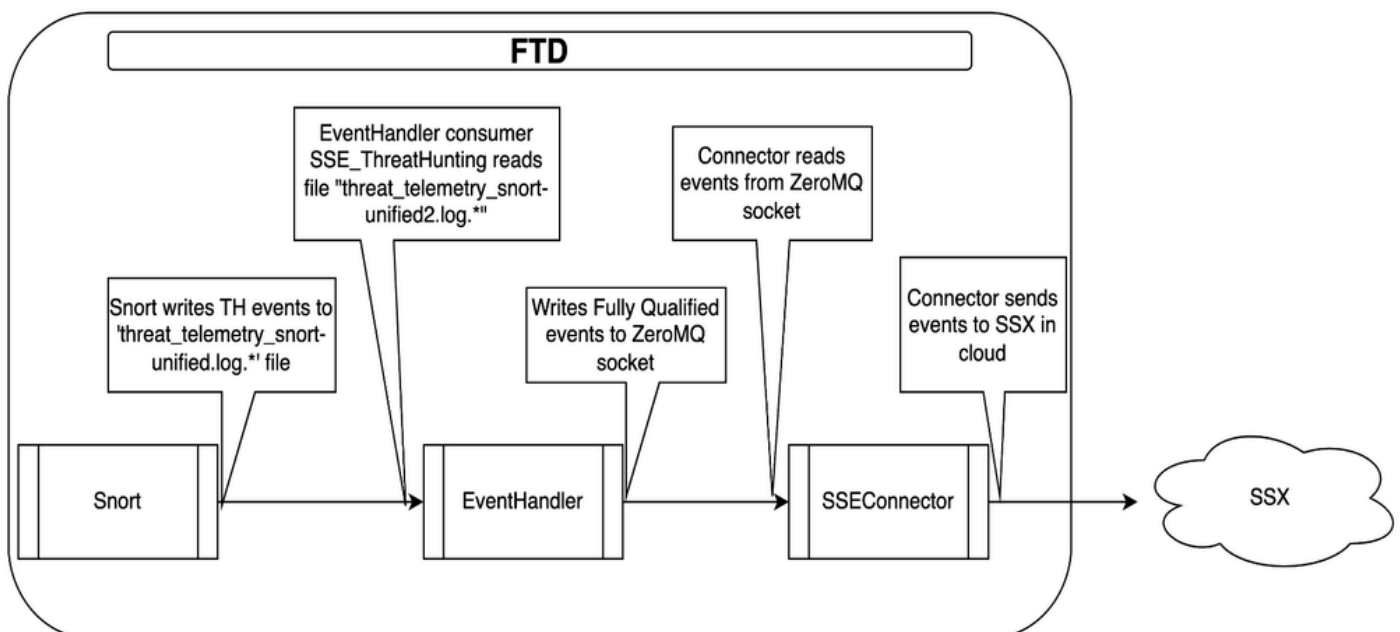 FTD
EventHandler consumer
SSE_ThreatHunting reads
file "threat_telemetry_snort-
unified2.log.*"
Connector reads
events from ZeroMQ
socket
Snort writes TH events to
'threat_telemetry_snort-
unified.log.*' file
Writes Fully Qualified
events to ZeroMQ
socket
Connector sends
events to SSX in
cloud
Snort
EventHandler
SSEConnector
SSX